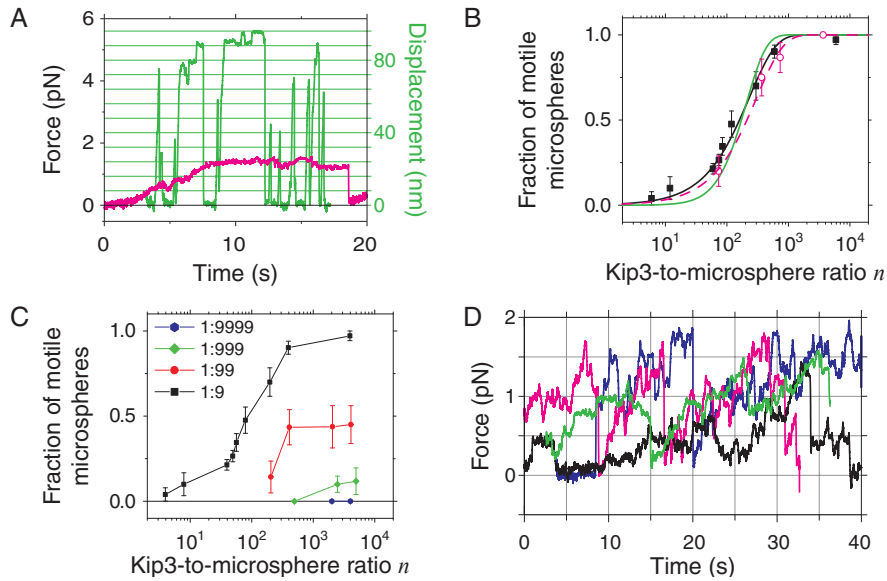 A
Force (pN)
6
4
2
0
Displacement (nm)
80
40
0
0
10
20
Time (s)
B
Fraction of motile
microspheres
1.0
0.5
0.0
10¹
10²
10³
10⁴
Kip3-to-microsphere ratio n
C
Fraction of motile
microspheres
1.0
0.5
0.0
1:9999
1:999
1:99
1:9
10¹
10²
10³
10⁴
Kip3-to-microsphere ratio n
D
Force (pN)
2
1
0
0
10
20
30
40
Time (s)